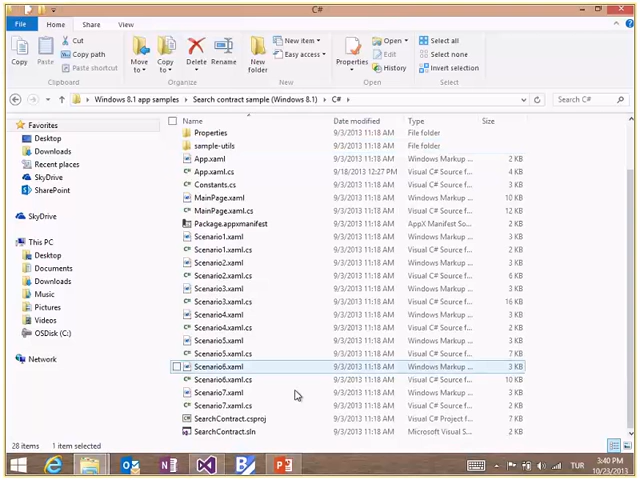 C#
File Home Share View
Copy Paste Cut Copy path Paste shortcut Move to Copy to Delete Rename New folder New item Easy access Properties Open Edit History Select all Select none Invert selection
Clipboard Organize New Open Select
Windows 8.1 app samples Search contract sample (Windows 8.1) C# Search C#
Favorites
Desktop
Downloads
Recent places
SkyDrive
SharePoint
SkyDrive
This PC
Desktop
Documents
Downloads
Music
Pictures
Videos
OSDisk (C:)
Network
Name Date modified Type Size
Properties 9/3/2013 11:18 AM File folder
sample-utils 9/3/2013 11:18 AM File folder
App.xaml 9/3/2013 11:18 AM Windows Markup ... 2 KB
App.xaml.cs 9/18/2013 12:27 PM Visual C# Source f... 4 KB
Constants.cs 9/3/2013 11:18 AM Visual C# Source f... 3 KB
MainPage.xaml 9/3/2013 11:18 AM Windows Markup ... 10 KB
MainPage.xaml.cs 9/3/2013 11:18 AM Visual C# Source f... 12 KB
Package.appxmanifest 9/3/2013 11:18 AM AppX Manifest So... 3 KB
Scenario1.xaml 9/3/2013 11:18 AM Windows Markup ... 3 KB
Scenario1.xaml.cs 9/3/2013 11:18 AM Visual C# Source f... 2 KB
Scenario2.xaml 9/3/2013 11:18 AM Windows Markup ... 3 KB
Scenario2.xaml.cs 9/3/2013 11:18 AM Visual C# Source f... 6 KB
Scenario3.xaml 9/3/2013 11:18 AM Windows Markup ... 3 KB
Scenario3.xaml.cs 9/3/2013 11:18 AM Visual C# Source f... 16 KB
Scenario4.xaml 9/3/2013 11:18 AM Windows Markup ... 3 KB
Scenario4.xaml.cs 9/3/2013 11:18 AM Visual C# Source f... 2 KB
Scenario5.xaml 9/3/2013 11:18 AM Windows Markup ... 3 KB
Scenario5.xaml.cs 9/3/2013 11:18 AM Visual C# Source f... 7 KB
Scenario6.xaml 9/3/2013 11:18 AM Windows Markup ... 3 KB
Scenario6.xaml.cs 9/3/2013 11:18 AM Visual C# Source f... 10 KB
Scenario7.xaml 9/3/2013 11:18 AM Windows Markup ... 3 KB
Scenario7.xaml.cs 9/3/2013 11:18 AM Visual C# Source f... 2 KB
SearchContract.csproj 9/3/2013 11:18 AM Visual C# Project f... 7 KB
SearchContract.sln 9/3/2013 11:18 AM Microsoft Visual S... 2 KB
28 items 1 item selected
TUR
3:40 PM
10/23/2013